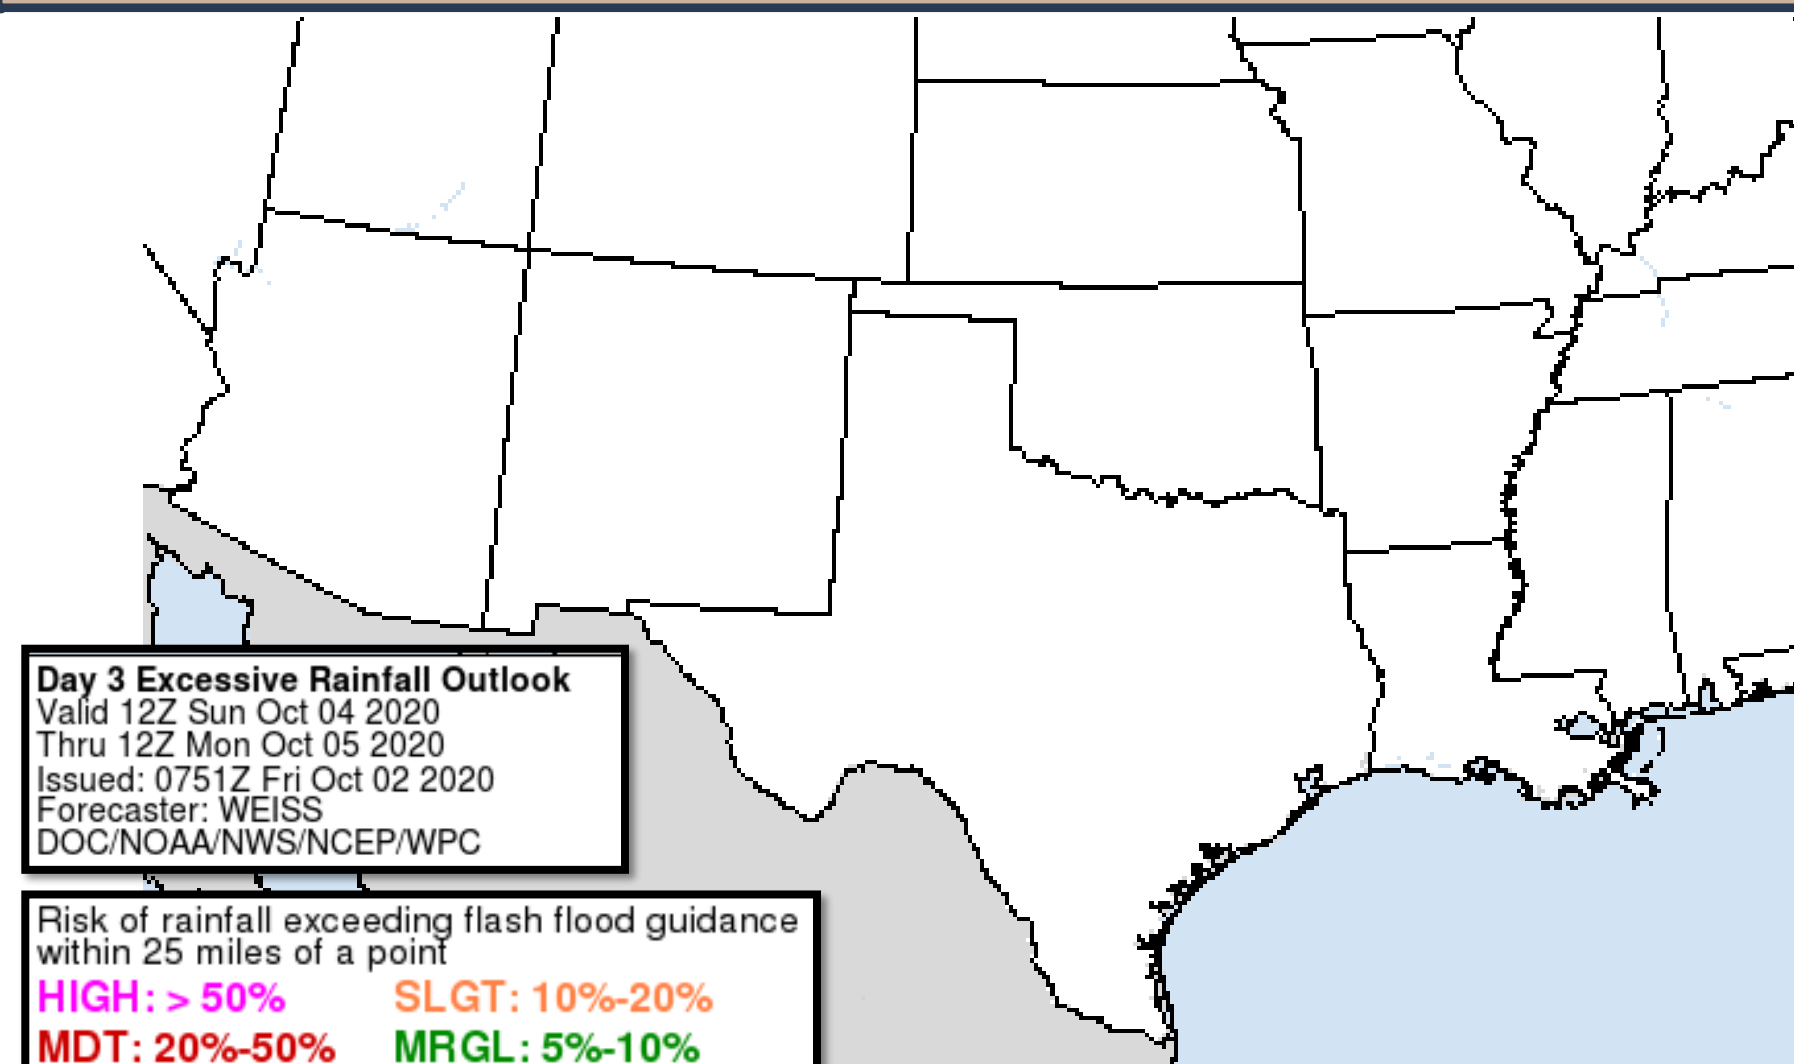 Day 3 Excessive Rainfall Outlook
Valid 12Z Sun Oct 04 2020
Thru 12Z Mon Oct 05 2020
Issued: 0751Z Fri Oct 02 2020
Forecaster: WEISS
DOC/NOAA/NWS/NCEP/WPC
Risk of rainfall exceeding flash flood guidance
within 25 miles of a point
HIGH: > 50% SLGT: 10%-20%
MDT: 20%-50% MRGL: 5%-10%